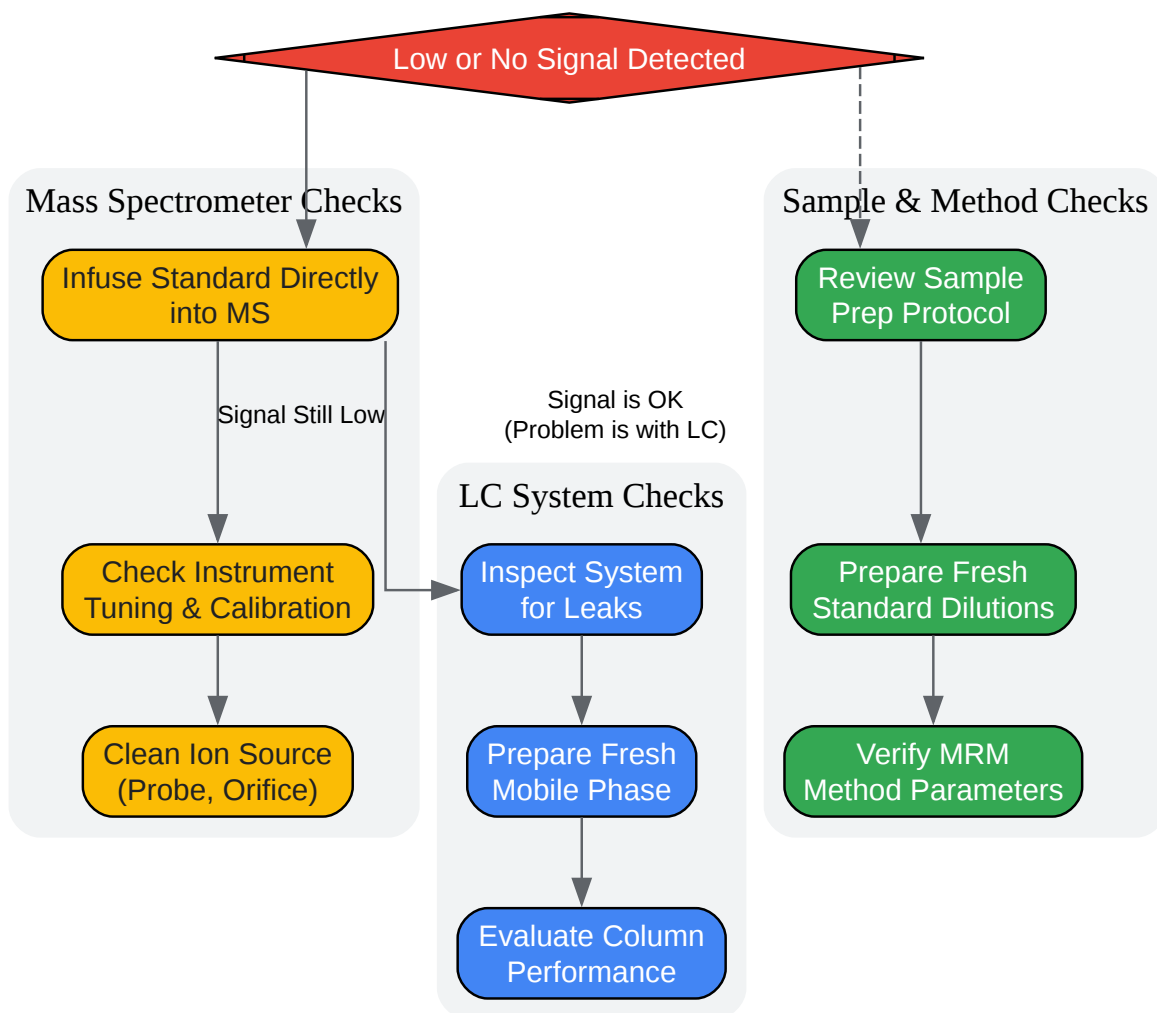 Low or No Signal Detected
Mass Spectrometer Checks
Infuse Standard Directly
into MS
Signal Still Low
Check Instrument
Tuning & Calibration
Clean Ion Source
(Probe, Orifice)
Signal is OK
(Problem is with LC)
LC System Checks
Inspect System
for Leaks
Prepare Fresh
Mobile Phase
Evaluate Column
Performance
Sample & Method Checks
Review Sample
Prep Protocol
Prepare Fresh
Standard Dilutions
Verify MRM
Method Parameters